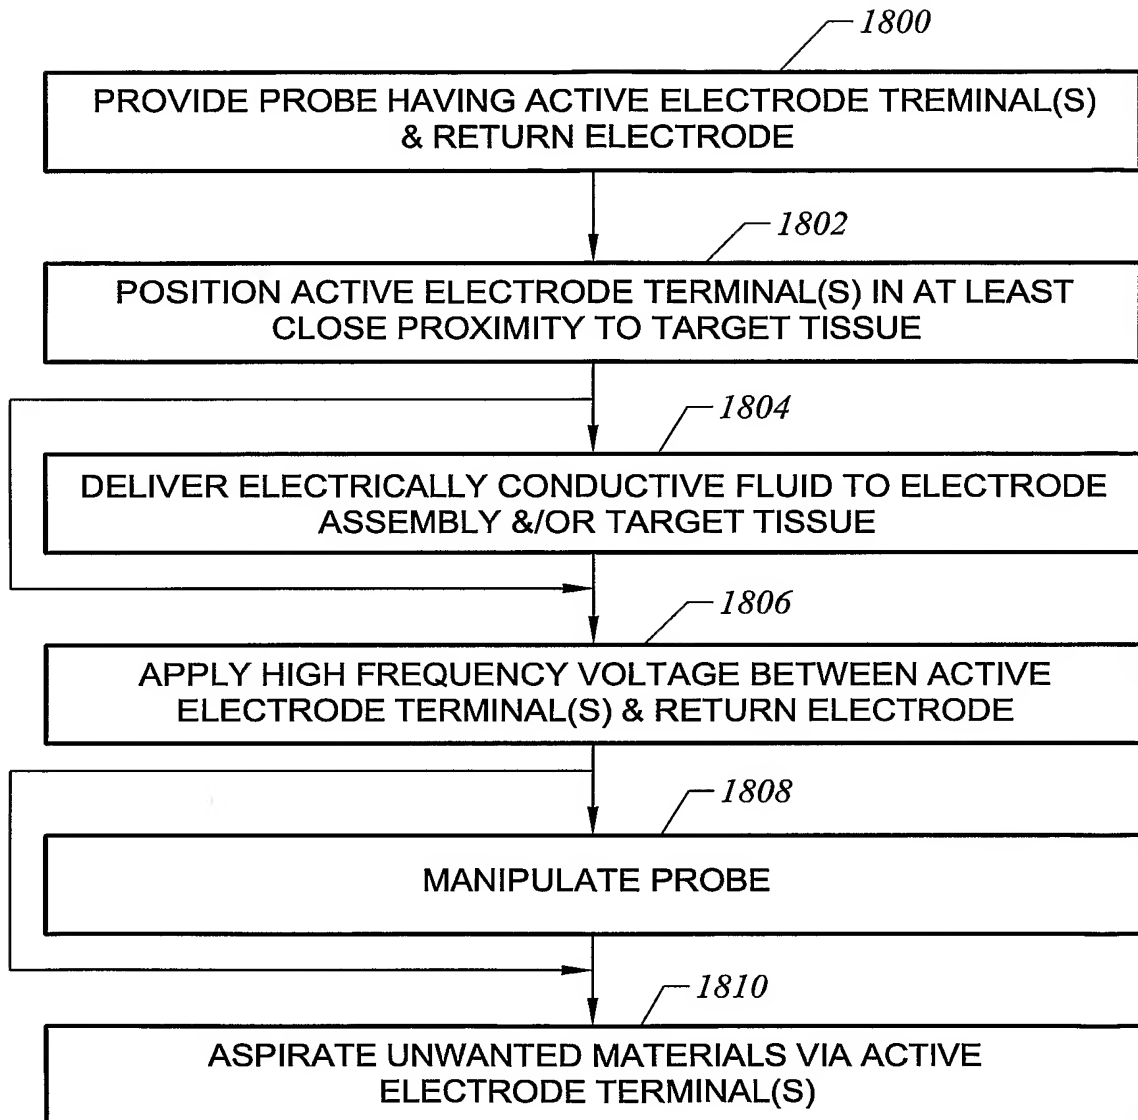 1800
PROVIDE PROBE HAVING ACTIVE ELECTRODE TREMINAL(S)
& RETURN ELECTRODE
1802
POSITION ACTIVE ELECTRODE TERMINAL(S) IN AT LEAST
CLOSE PROXIMITY TO TARGET TISSUE
1804
DELIVER ELECTRICALLY CONDUCTIVE FLUID TO ELECTRODE
ASSEMBLY &/OR TARGET TISSUE
1806
APPLY HIGH FREQUENCY VOLTAGE BETWEEN ACTIVE
ELECTRODE TERMINAL(S) & RETURN ELECTRODE
1808
MANIPULATE PROBE
1810
ASPIRATE UNWANTED MATERIALS VIA ACTIVE
ELECTRODE TERMINAL(S)